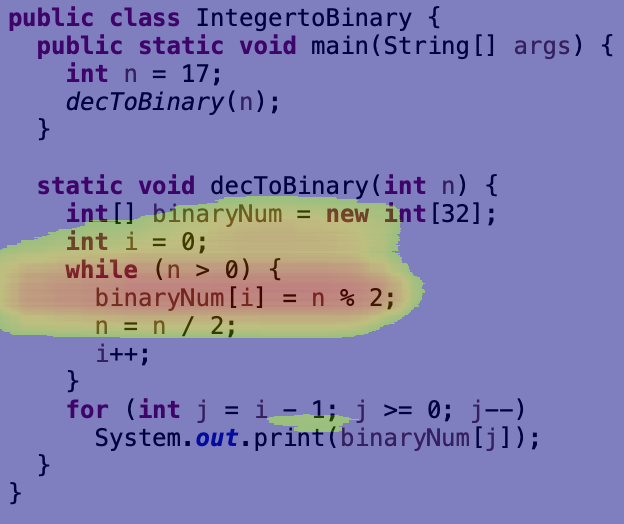 public class IntegertoBinary {
  public static void main(String[] args) {
    int n = 17;
    decToBinary(n);
  }

  static void decToBinary(int n) {
    int[] binaryNum = new int[32];
    int i = 0;
    while (n > 0) {
      binaryNum[i] = n % 2;
      n = n / 2;
      i++;
    }
    for (int j = i - 1; j >= 0; j--)
      System.out.print(binaryNum[j]);
  }
}